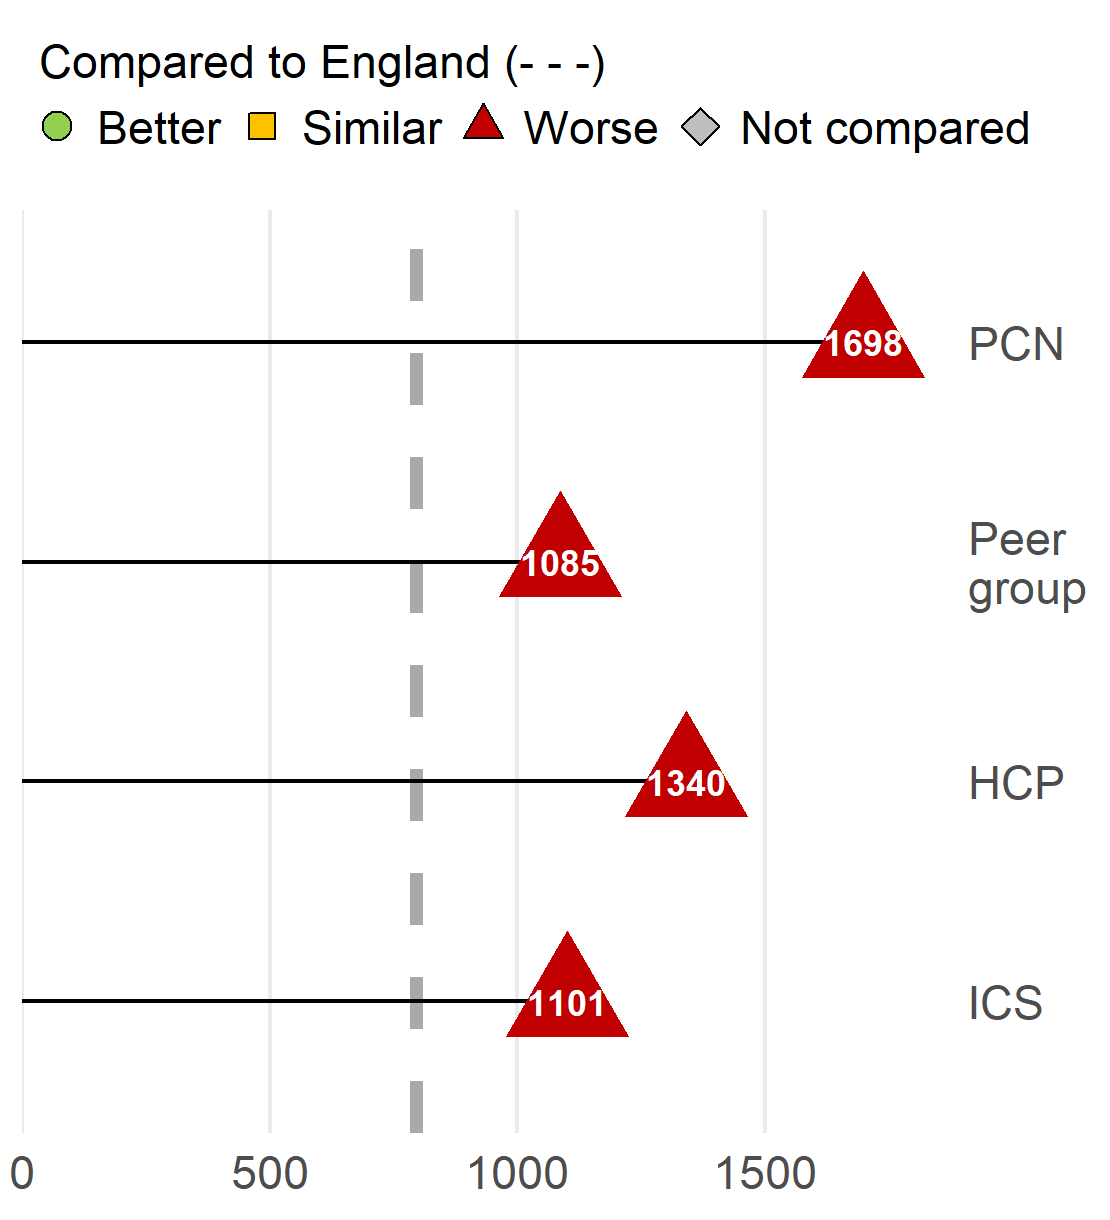 Compared to England (- - -)
Better Similar Worse Not compared
1698 PCN
Peer
1085
group
1340 HCP
1101 ICS
0 500 1000 1500